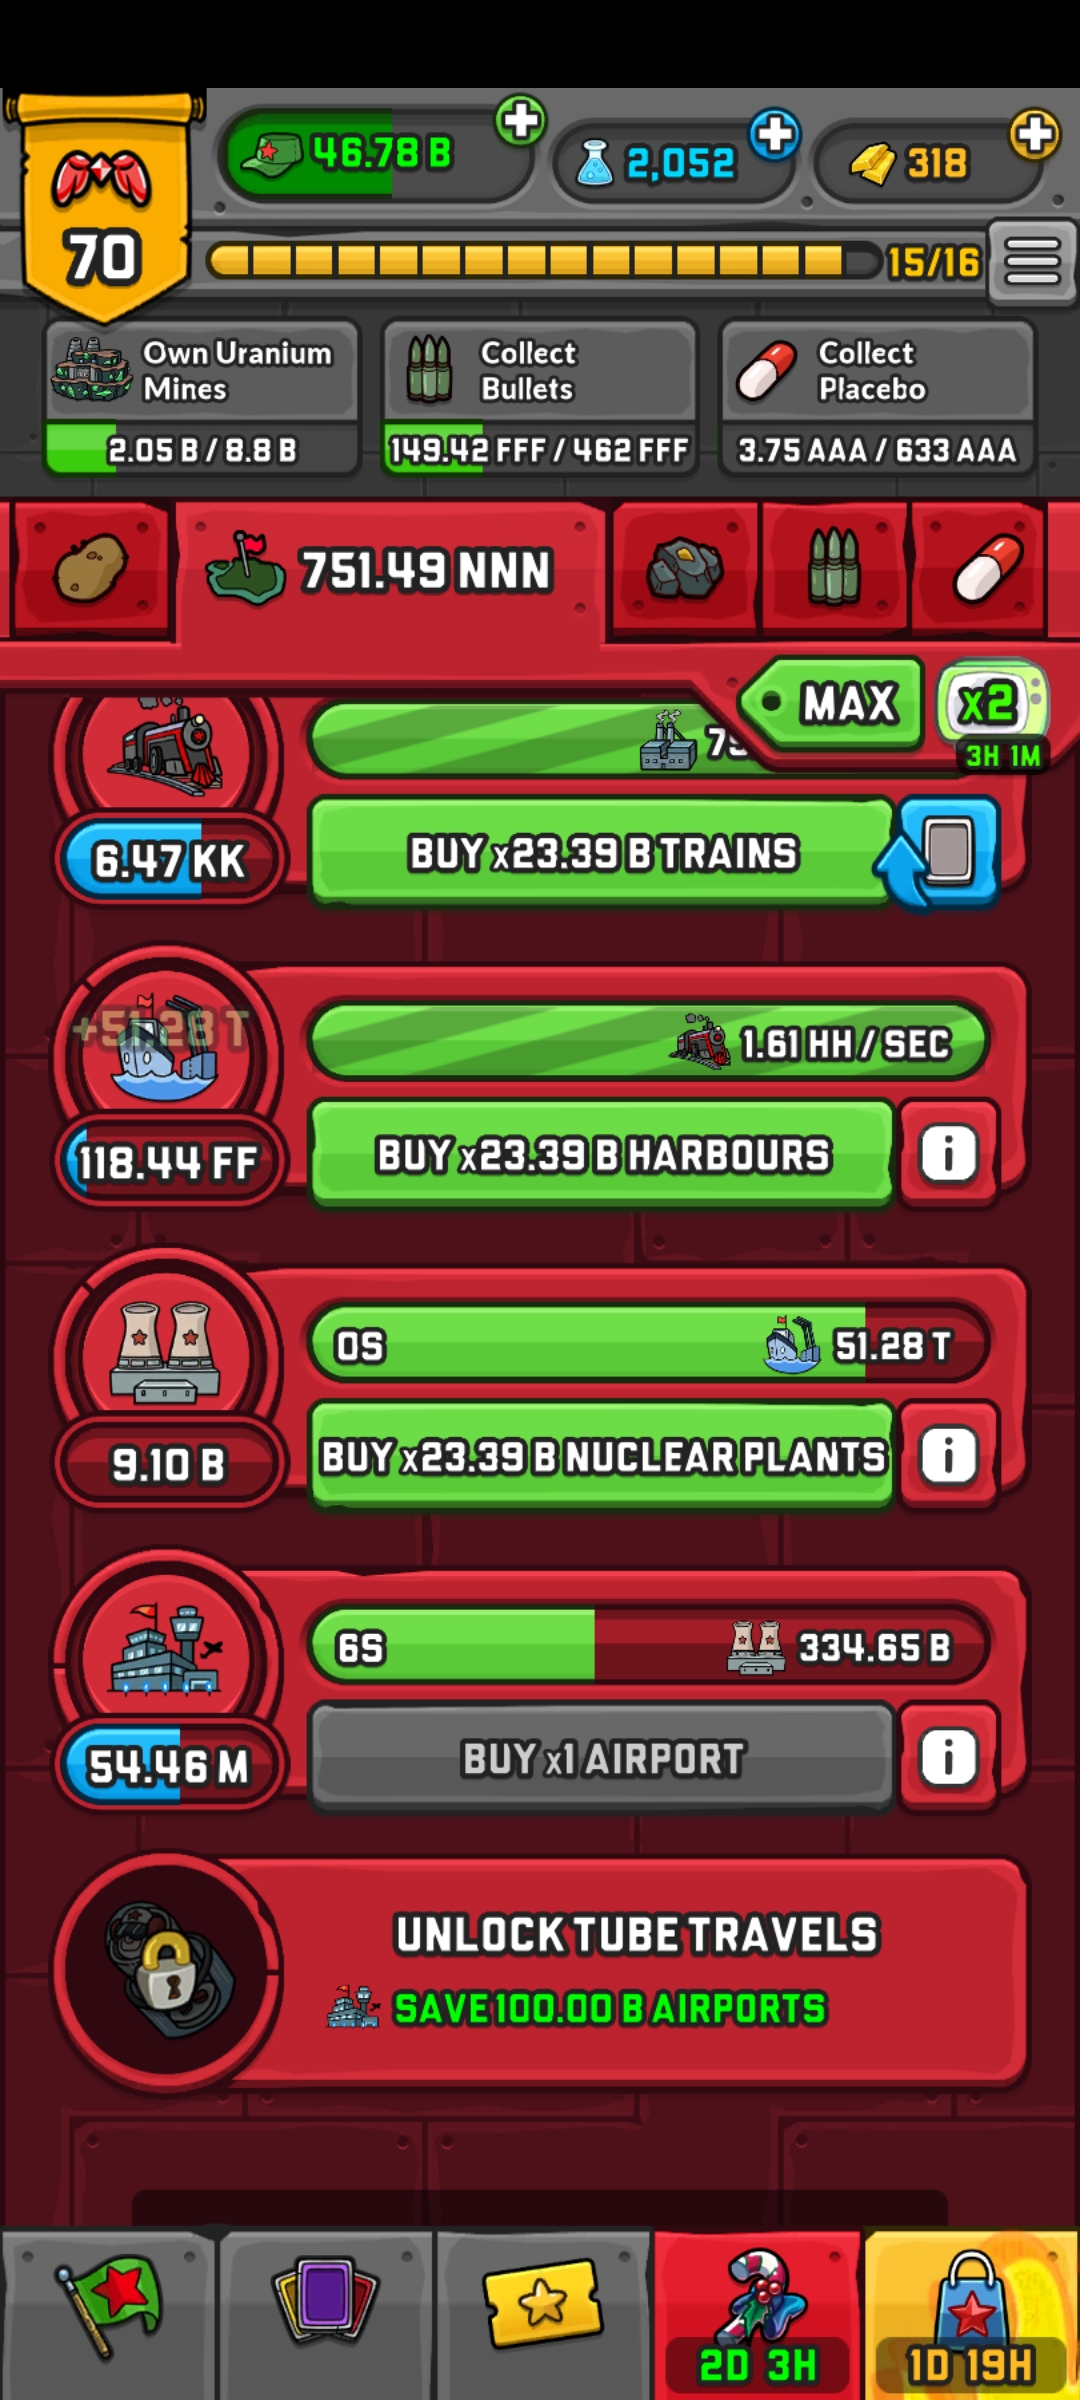 46.78 B
2,052
318
70
15/16
Own Uranium
Mines
2.05 B / 8.8 B
Collect
Bullets
149.42 FFF / 462 FFF
Collect
Placebo
3.75 AAA / 633 AAA
751.49 NNN
MAX
x2
3H 1M
6.47 KK
BUY x23.39 B TRAINS
+51.28 T
1.61 HH / SEC
118.44 FF
BUY x23.39 B HARBOURS
0S
51.28 T
9.10 B
BUY x23.39 B NUCLEAR PLANTS
6S
334.65 B
54.46 M
BUY x1 AIRPORT
UNLOCK TUBE TRAVELS
SAVE 100.00 B AIRPORTS
2D 3H
1D 19H